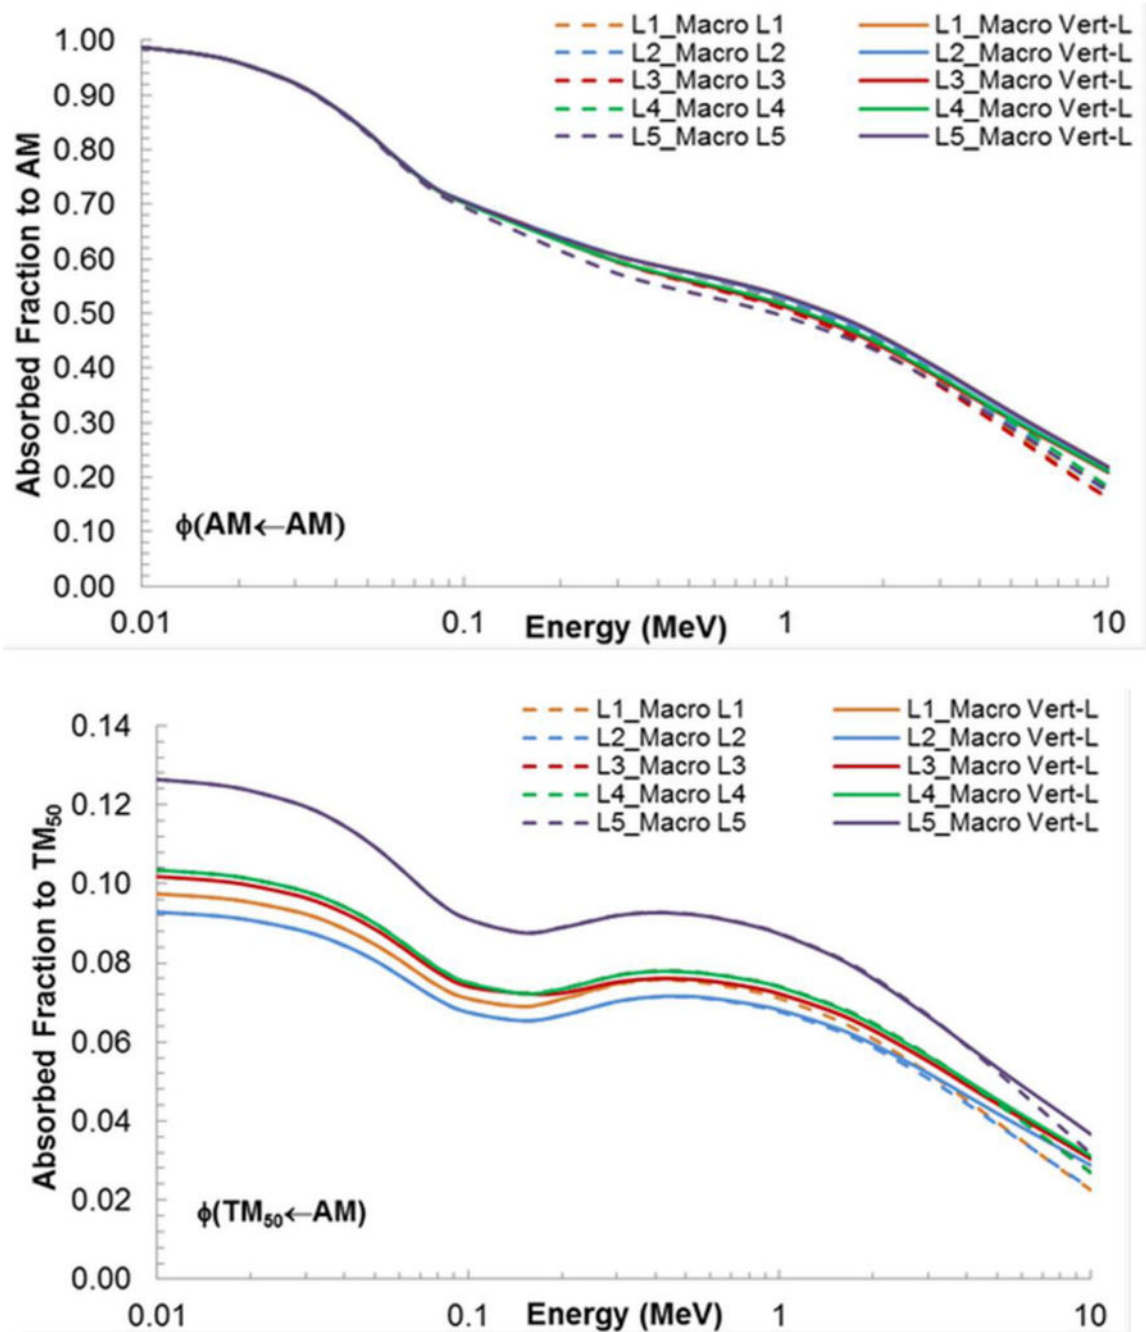 L1_Macro L1 L1_Macro Vert-L
L2_Macro L2 L2_Macro Vert-L
L3_Macro L3 L3_Macro Vert-L
L4_Macro L4 L4_Macro Vert-L
L5_Macro L5 L5_Macro Vert-L
Absorbed Fraction to AM
1.00
0.90
0.80
0.70
0.60
0.50
0.40
0.30
0.20
0.10
0.00
ϕ(AM←AM)
0.01 0.1 Energy (MeV) 1 10
L1_Macro L1 L1_Macro Vert-L
L2_Macro L2 L2_Macro Vert-L
L3_Macro L3 L3_Macro Vert-L
L4_Macro L4 L4_Macro Vert-L
L5_Macro L5 L5_Macro Vert-L
Absorbed Fraction to TM₅₀
0.14
0.12
0.10
0.08
0.06
0.04
0.02
0.00
ϕ(TM₅₀←AM)
0.01 0.1 Energy (MeV) 1 10